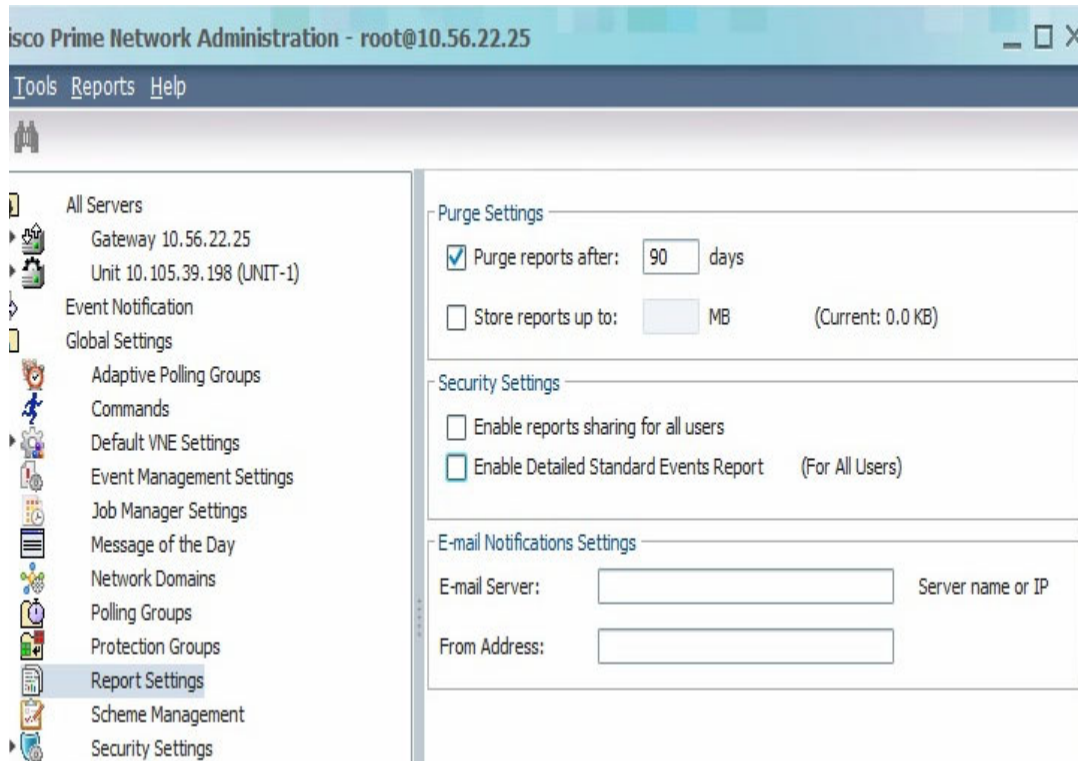 isco Prime Network Administration - root@10.56.22.25
Tools Reports Help
All Servers
Gateway 10.56.22.25
Unit 10.105.39.198 (UNIT-1)
Event Notification
Global Settings
Adaptive Polling Groups
Commands
Default VNE Settings
Event Management Settings
Job Manager Settings
Message of the Day
Network Domains
Polling Groups
Protection Groups
Report Settings
Scheme Management
Security Settings
Purge Settings
Purge reports after: 90 days
Store reports up to: MB (Current: 0.0 KB)
Security Settings
Enable reports sharing for all users
Enable Detailed Standard Events Report (For All Users)
E-mail Notifications Settings
E-mail Server: Server name or IP
From Address: